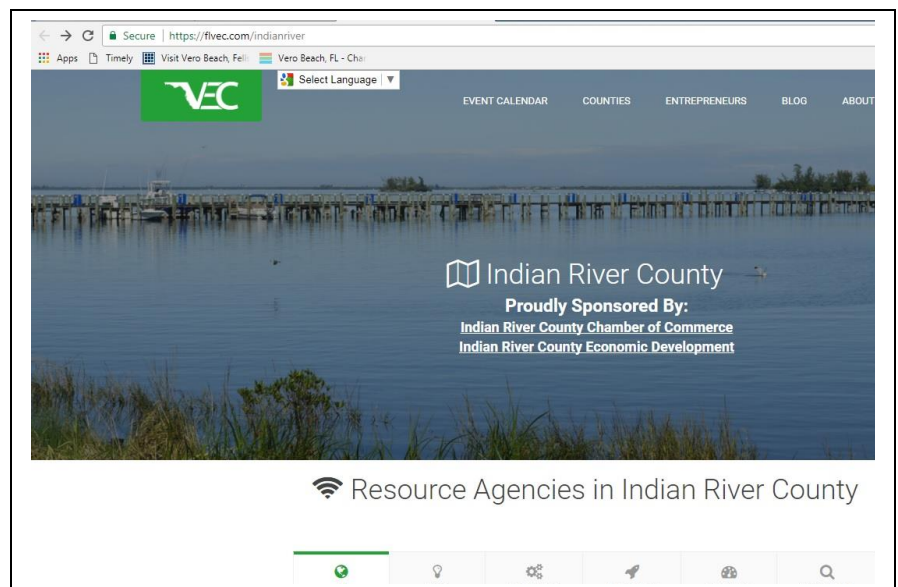 Secure | https://flvec.com/indianriver
Apps Timely Visit Vero Beach, Fel Vero Beach, FL - Cha
VEC
Select Language ▼
EVENT CALENDAR COUNTIES ENTREPRENEURS BLOG ABOUT
Indian River County
Proudly Sponsored By:
Indian River County Chamber of Commerce
Indian River County Economic Development
Resource Agencies in Indian River County